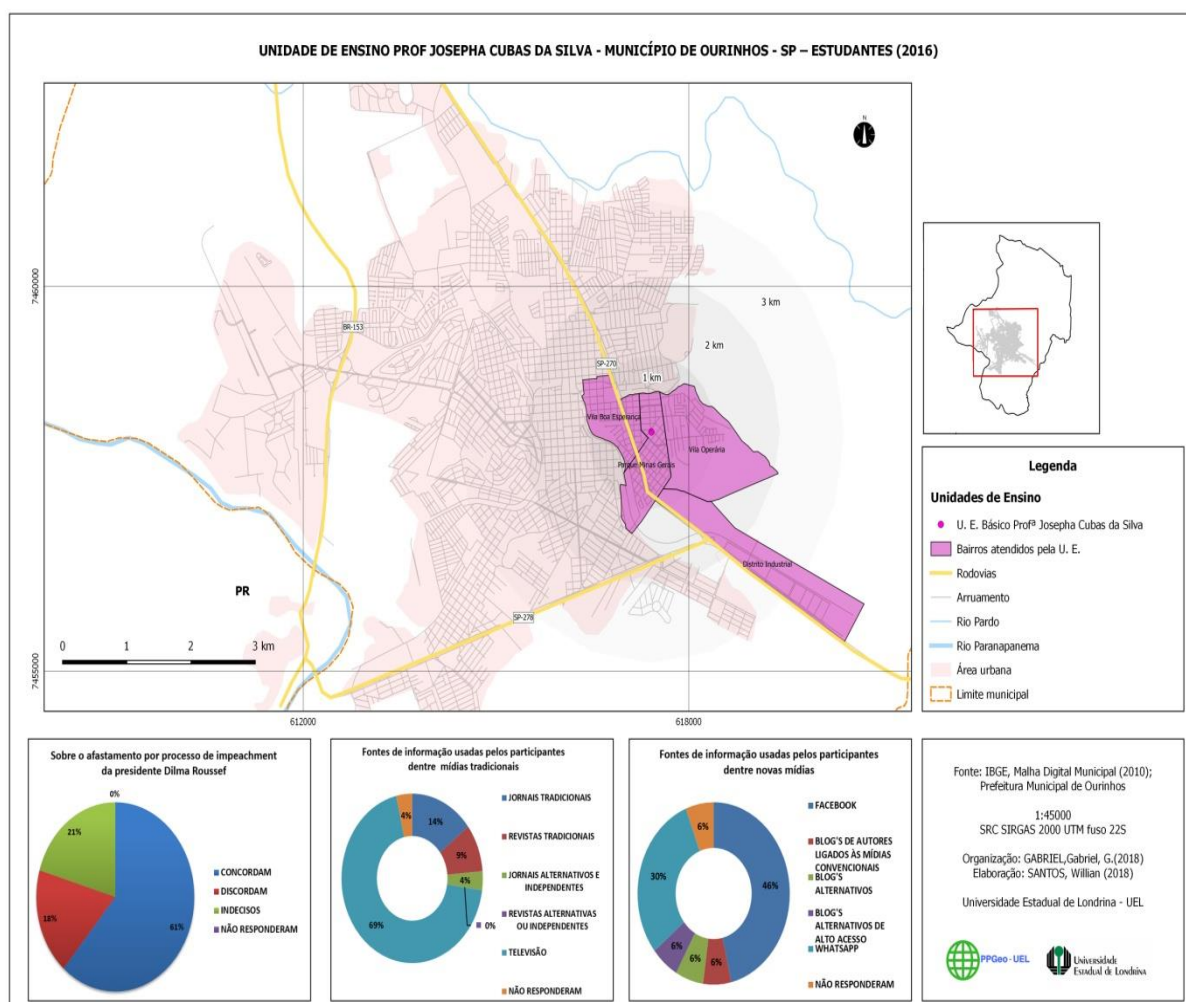 UNIDADE DE ENSINO PROF JOSEPHA CUBAS DA SILVA - MUNICÍPIO DE OURINHOS - SP – ESTUDANTES (2016)
N
7460000
7455000
612000
618000
3 km
2 km
1 km
BR-153
SP-270
SP-278
Vila Boa Esperança
Parque Minas Gerais
Vila Operária
Distrito Industrial
PR
0 1 2 3 km
Legenda
Unidades de Ensino
U. E. Básico Profª Josepha Cubas da Silva
Bairros atendidos pela U. E.
Rodovias
Arruamento
Rio Pardo
Rio Paranapanema
Área urbana
Limite municipal
Sobre o afastamento por processo de impeachment
da presidente Dilma Roussef
0%
21%
18%
61%
CONCORDAM
DISCORDAM
INDECISOS
NÃO RESPONDERAM
Fontes de informação usadas pelos participantes
dentre mídias tradicionais
4%
14%
9%
4%
0%
69%
JORNAIS TRADICIONAIS
REVISTAS TRADICIONAIS
JORNAIS ALTERNATIVOS E
INDEPENDENTES
REVISTAS ALTERNATIVAS
OU INDEPENDENTES
TELEVISÃO
NÃO RESPONDERAM
Fontes de informação usadas pelos participantes
dentre novas mídias
6%
46%
30%
6%
6%
6%
FACEBOOK
BLOG'S DE AUTORES
LIGADOS ÀS MÍDIAS
CONVENCIONAIS
BLOG'S
ALTERNATIVOS
BLOG'S
ALTERNATIVOS DE
ALTO ACESSO
WHATSAPP
NÃO RESPONDERAM
Fonte: IBGE, Malha Digital Municipal (2010);
Prefeitura Municipal de Ourinhos
1:45000
SRC SIRGAS 2000 UTM fuso 22S
Organização: GABRIEL,Gabriel, G.(2018)
Elaboração: SANTOS, Willian (2018)
Universidade Estadual de Londrina - UEL
PPGeo - UEL
Universidade
Estadual de Londrina